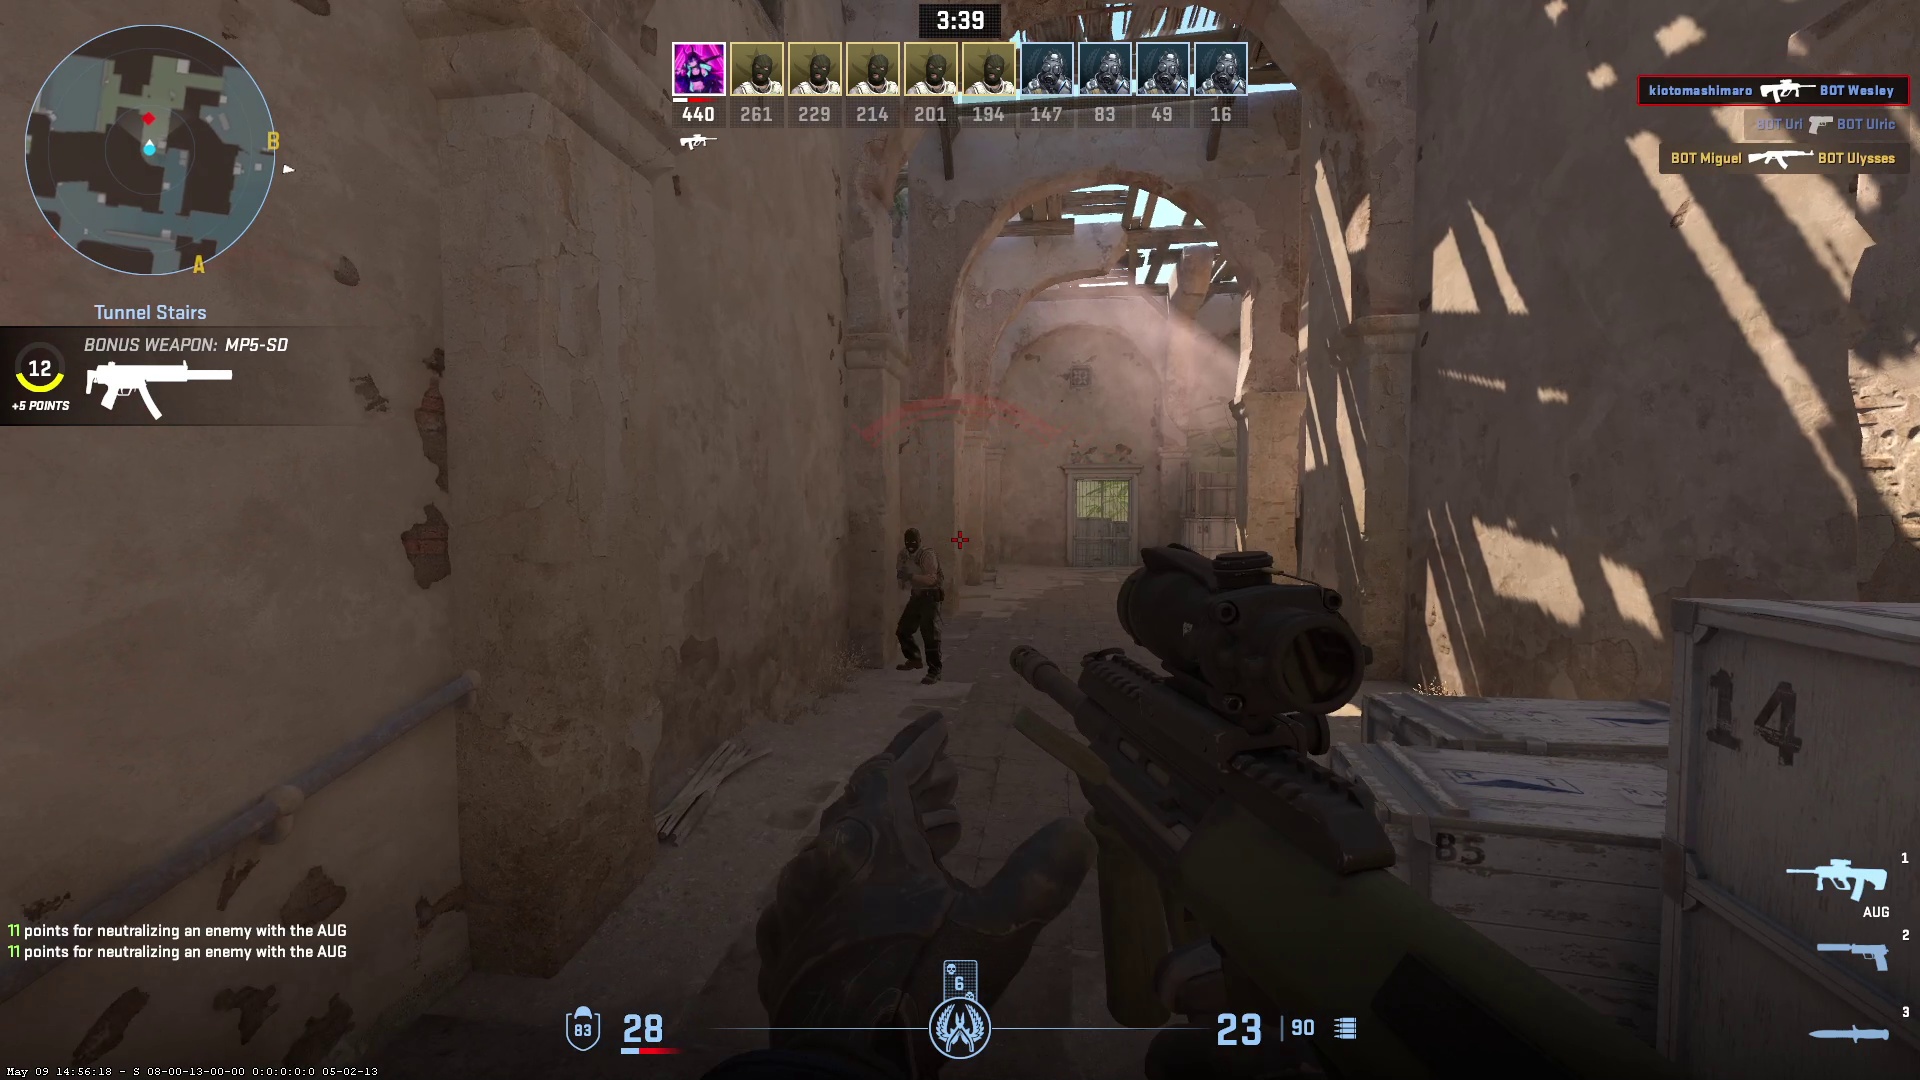 3:39
440 261 229 214 201 194 147 83 49 16
B
A
kiotomashimaro BOT Wesley
BOT Uri BOT Ulric
BOT Miguel BOT Ulysses
Tunnel Stairs
BONUS WEAPON: MP5-SD
12
+5 POINTS
14
B5
1
AUG
2
3
11 points for neutralizing an enemy with the AUG
11 points for neutralizing an enemy with the AUG
83 28
6
23 90
May 09 14:56:18 - S 08-00-13-00-00 0:0:0:0:0 05-02-13